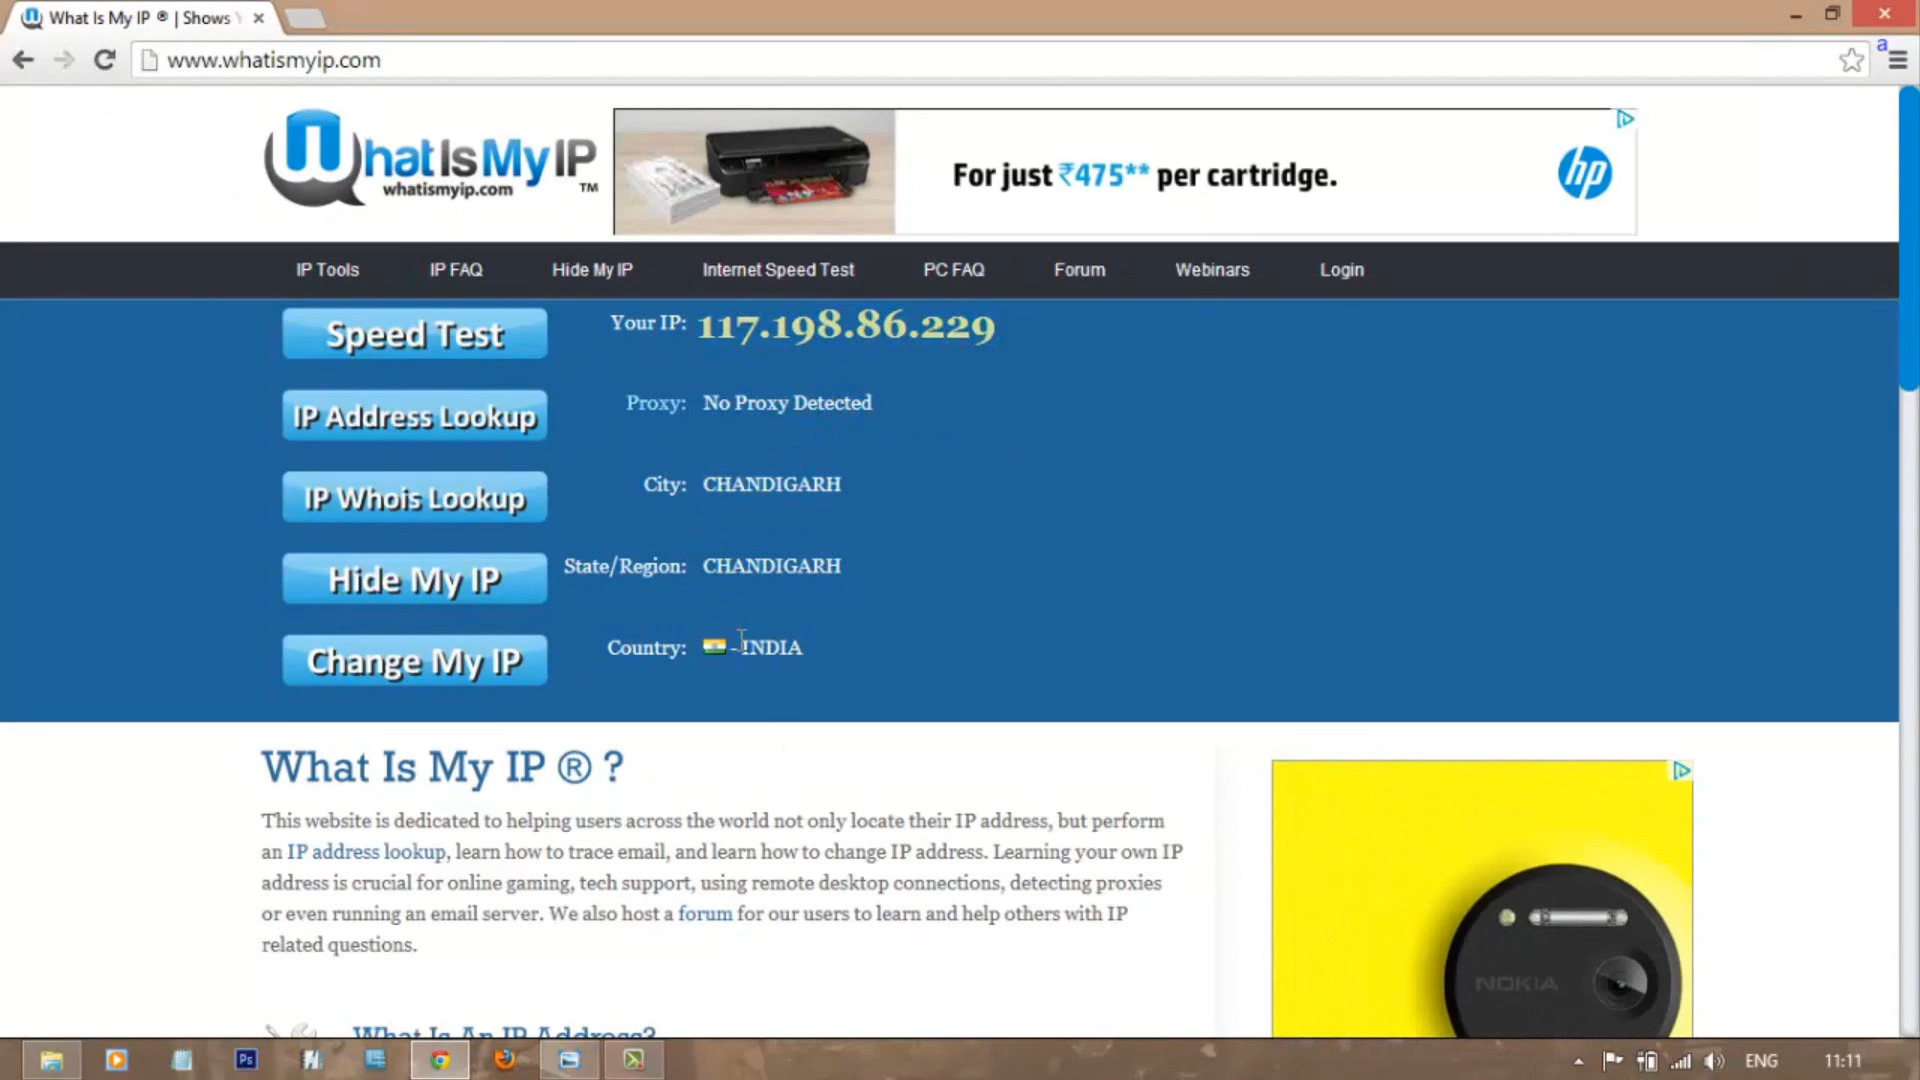 What Is My IP ® | Shows Y
www.whatismyip.com
a
WhatIsMyIP
whatismyip.com
TM
For just ₹475** per cartridge.
hp
IP Tools IP FAQ Hide My IP Internet Speed Test PC FAQ Forum Webinars Login
Speed Test
Your IP: 117.198.86.229
IP Address Lookup
Proxy: No Proxy Detected
IP Whois Lookup
City: CHANDIGARH
Hide My IP
State/Region: CHANDIGARH
Change My IP
Country: - INDIA
What Is My IP ® ?
This website is dedicated to helping users across the world not only locate their IP address, but perform
an IP address lookup, learn how to trace email, and learn how to change IP address. Learning your own IP
address is crucial for online gaming, tech support, using remote desktop connections, detecting proxies
or even running an email server. We also host a forum for our users to learn and help others with IP
related questions.
NOKIA
What Is An IP Address?
Ps
ENG 11:11